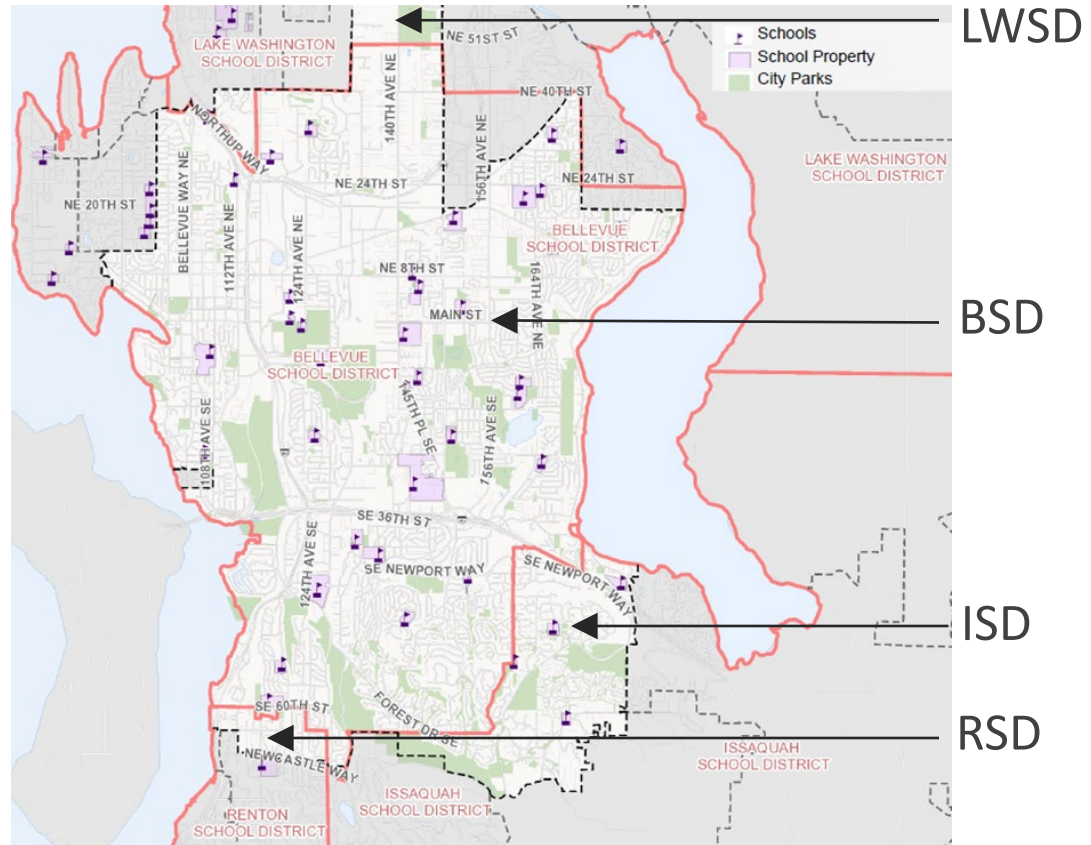 LWSD
NE 51ST ST
Schools
School Property
City Parks
LAKE WASHINGTON
SCHOOL DISTRICT
140TH AVE NE
NE 40TH ST
NORTHUP WAY
156TH AVE NE
LAKE WASHINGTON
SCHOOL DISTRICT
NE 24TH ST
NE 24TH ST
NE 20TH ST
BELLEVUE WAY NE
112TH AVE NE
124TH AVE NE
BELLEVUE
SCHOOL DISTRICT
NE 8TH ST
164TH AVE NE
MAIN ST
BSD
BELLEVUE
SCHOOL DISTRICT
145TH PL SE
156TH AVE SE
108TH AVE SE
SE 36TH ST
124TH AVE SE
SE NEWPORT WAY
SE NEWPORT WAY
ISD
SE 60TH ST
FOREST DR SE
RSD
NEWCASTLE WAY
ISSAQUAH
SCHOOL DISTRICT
ISSAQUAH
SCHOOL DISTRICT
RENTON
SCHOOL DISTRICT